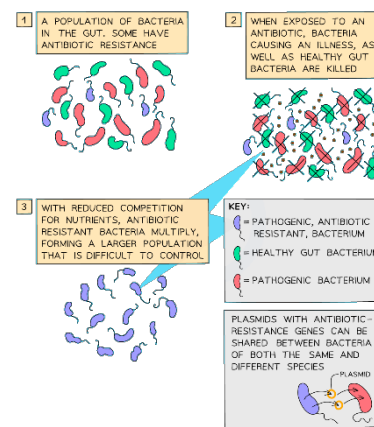 1 A POPULATION OF BACTERIA
IN THE GUT. SOME HAVE
ANTIBIOTIC RESISTANCE
2 WHEN EXPOSED TO AN
ANTIBIOTIC, BACTERIA
CAUSING AN ILLNESS, AS
WELL AS HEALTHY GUT
BACTERIA ARE KILLED
3 WITH REDUCED COMPETITION
FOR NUTRIENTS, ANTIBIOTIC
RESISTANT BACTERIA MULTIPLY,
FORMING A LARGER POPULATION
THAT IS DIFFICULT TO CONTROL
KEY:
= PATHOGENIC, ANTIBIOTIC
RESISTANT, BACTERIUM
= HEALTHY GUT BACTERIUM
= PATHOGENIC BACTERIUM
PLASMIDS WITH ANTIBIOTIC-
RESISTANCE GENES CAN BE
SHARED BETWEEN BACTERIA
OF BOTH THE SAME AND
DIFFERENT SPECIES
PLASMID